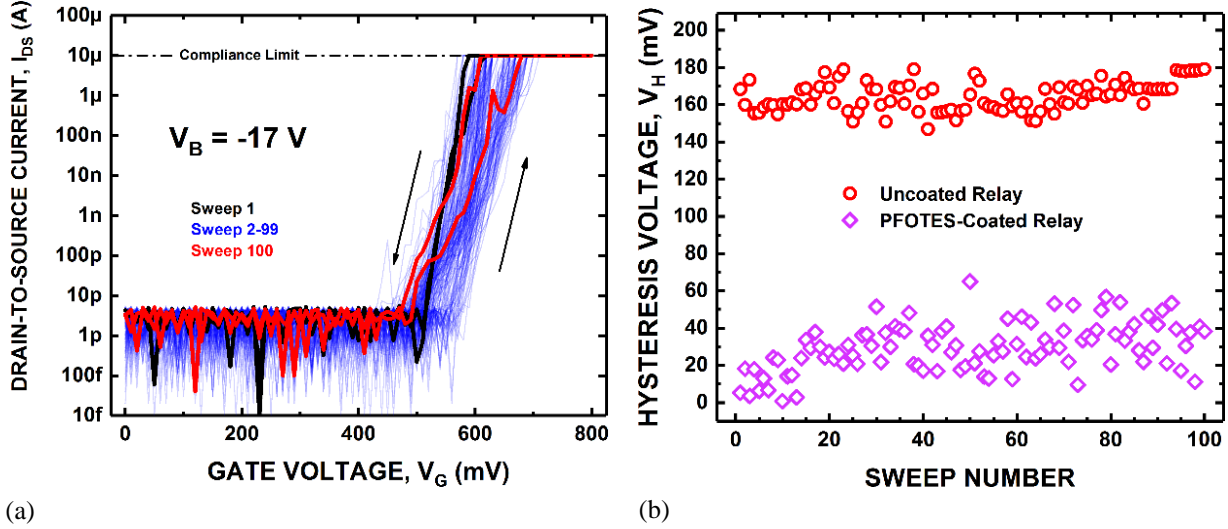 DRAIN-TO-SOURCE CURRENT, I_DS (A)
100µ
10µ
1µ
100n
10n
1n
100p
10p
1p
100f
10f
Compliance Limit
V_B = -17 V
Sweep 1
Sweep 2-99
Sweep 100
0
200
400
600
800
GATE VOLTAGE, V_G (mV)
(a)
HYSTERESIS VOLTAGE, V_H (mV)
200
180
160
140
120
100
80
60
40
20
0
Uncoated Relay
PFOTES-Coated Relay
0
20
40
60
80
100
SWEEP NUMBER
(b)